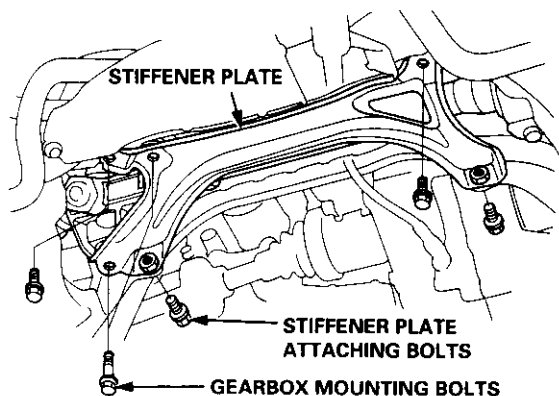 STIFFENER PLATE
STIFFENER PLATE
ATTACHING BOLTS
GEARBOX MOUNTING BOLTS